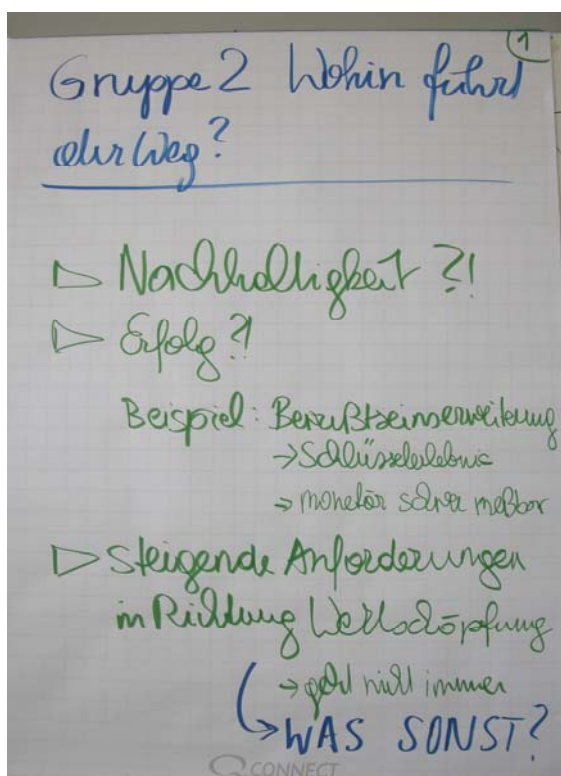 1
Gruppe 2 Wohin führt
der Weg?
▷ Nachhaltigkeit ?!
▷ Erfolg ?!
Beispiel: Bewußtseinserweiterung
→ Schlüsselerlebnis
→ monetär schwer meßbar
▷ steigende Anforderungen
in Richtung Wertschöpfung
→ geht nicht immer
→ WAS SONST?
Q CONNECT